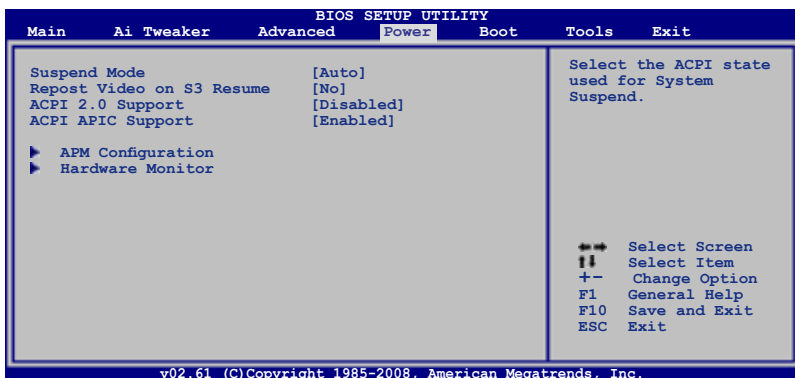 BIOS SETUP UTILITY
Main Ai Tweaker Advanced Power Boot Tools Exit
Suspend Mode [Auto]
Repost Video on S3 Resume [No]
ACPI 2.0 Support [Disabled]
ACPI APIC Support [Enabled]
APM Configuration
Hardware Monitor
Select the ACPI state
used for System
Suspend.
Select Screen
Select Item
+- Change Option
F1 General Help
F10 Save and Exit
ESC Exit
v02.61 (C)Copyright 1985-2008, American Megatrends, Inc.